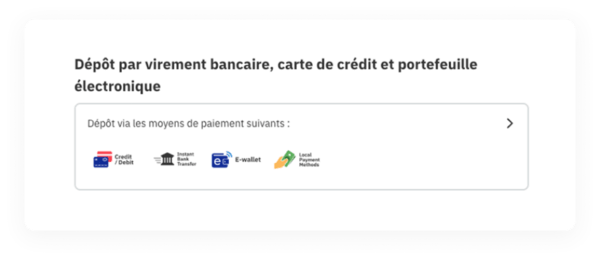 Dépôt par virement bancaire, carte de crédit et portefeuille
électronique
Dépôt via les moyens de paiement suivants :
Credit
/ Debit
Instant
Bank
Transfer
E-wallet
Local
Payment
Methods